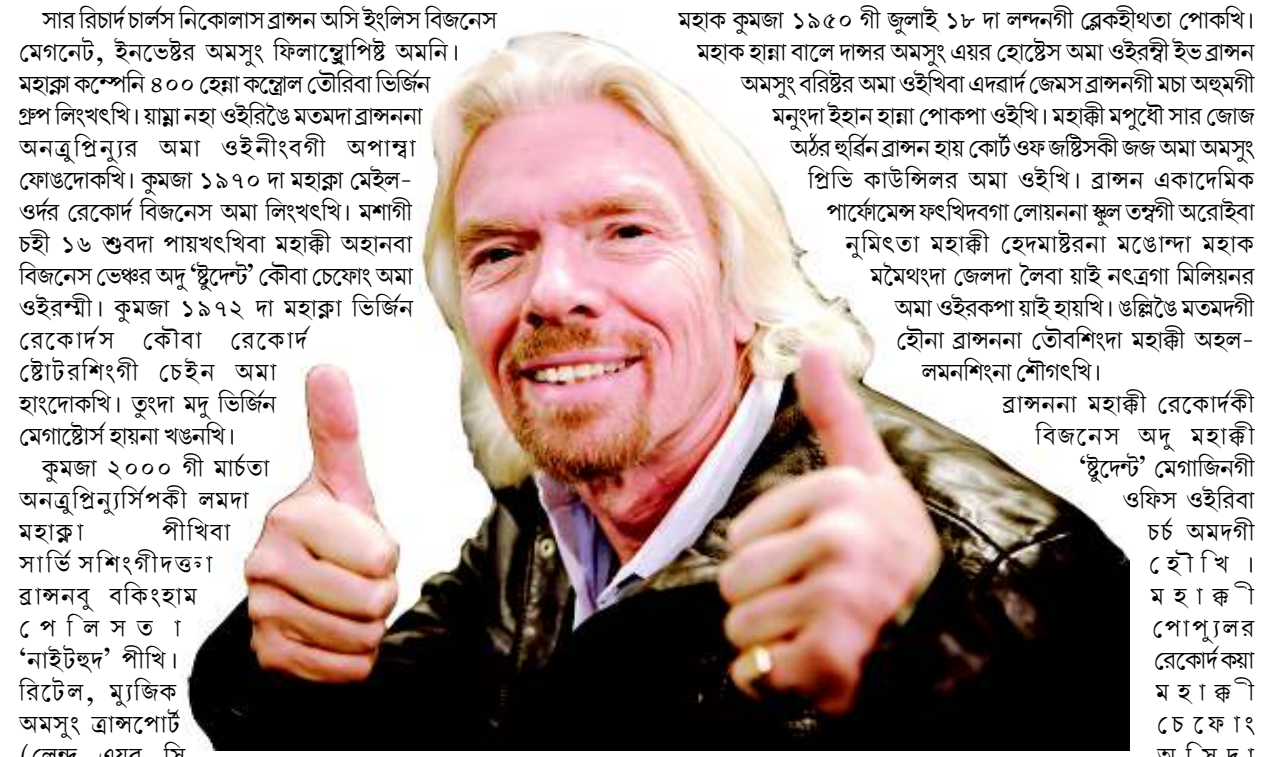 সার রিচার্দ চার্লস নিকোলাস ব্রান্সন অসি ইংলিস বিজনেস
মেগনেট, ইনভেষ্টর অমসুং ফিলান্থ্রোপিষ্ট অমনি।
মহাক্না কম্পেনি ৪০০ হেন্না কন্ত্রোল তৌরিবা ভির্জিন
গ্রুপ লিংখৎখি। য়াম্না নহা ওইরিঙৈ মতমদা ব্রান্সননা
অনত্রুপ্রিন্যুর অমা ওইনীংবগী অপাম্বা
ফোঙদোকখি। কুমজা ১৯৭০ দা মহাক্না মেইল-
ওর্দর রেকোর্দ বিজনেস অমা লিংখৎখি। মশাগী
চহী ১৬ শুবদা পায়খৎখিবা মহাক্কী অহানবা
বিজনেস ভেঞ্চর অদু ‘ষ্টুদেন্ট’ কৌবা চেফোং অমা
ওইরম্মী। কুমজা ১৯৭২ দা মহাক্না ভির্জিন
রেকোর্দস কৌবা রেকোর্দ
ষ্টোটরশিংগী চেইন অমা
হাংদোকখি। তুংদা মদু ভির্জিন
মেগাষ্টোর্স হায়না খঙনখি।
কুমজা ২০০০ গী মার্চতা
অনত্রুপ্রিন্যুর্সিপকী লমদা
মহাক্না পীখিবা
সার্ভিসশিংগীদত্তনা
ব্রান্সনবু বকিংহাম
পেলিসতা
‘নাইটহুদ’ পীখি।
রিটেল, ম্যুজিক
অমসুং ত্রান্সপোর্ট
মহাক কুমজা ১৯৫০ গী জুলাই ১৮ দা লন্দনগী ব্লেকহীথতা পোকখি।
মহাক হান্না বালে দান্সর অমসুং এয়র হোষ্টেস অমা ওইরম্বী ইভ ব্রান্সন
অমসুং বরিষ্টর অমা ওইখিবা এদৱার্দ জেমস ব্রান্সনগী মচা অহুমগী
মনুংদা ইহান হান্না পোকপা ওইখি। মহাক্কী মপুধৌ সার জোজ
অর্ঠর হুৰ্ৱিন ব্রান্সন হায় কোর্ট ওফ জষ্টিসকী জজ অমা অমসুং
প্রিভি কাউন্সিলর অমা ওইখি। ব্রান্সন একাদেমিক
পার্ফোমেন্স ফৎখিদবগা লোয়ননা স্কুল তম্বগী অরোইবা
নুমিৎতা মহাক্কী হেদমাষ্টরনা মঙোন্দা মহাক
মমৈথংদা জেলদা লৈবা য়াই নৎত্রগা মিলিয়নর
অমা ওইরকপা য়াই হায়খি। ঙল্লিঙৈ মতমদগী
হৌনা ব্রান্সননা তৌবশিংদা মহাক্কী অহল-
লমনশিংনা শৌগৎখি।
ব্রান্সননা মহাক্কী রেকোর্দকী
বিজনেস অদু মহাক্কী
‘ষ্টুদেন্ট’ মেগাজিনগী
ওফিস ওইরিবা
চর্চ অমদগী
হৌখি।
মহাক্কী
পোপ্যুলর
রেকোর্দ কয়া
মহাক্কী
চেফোং